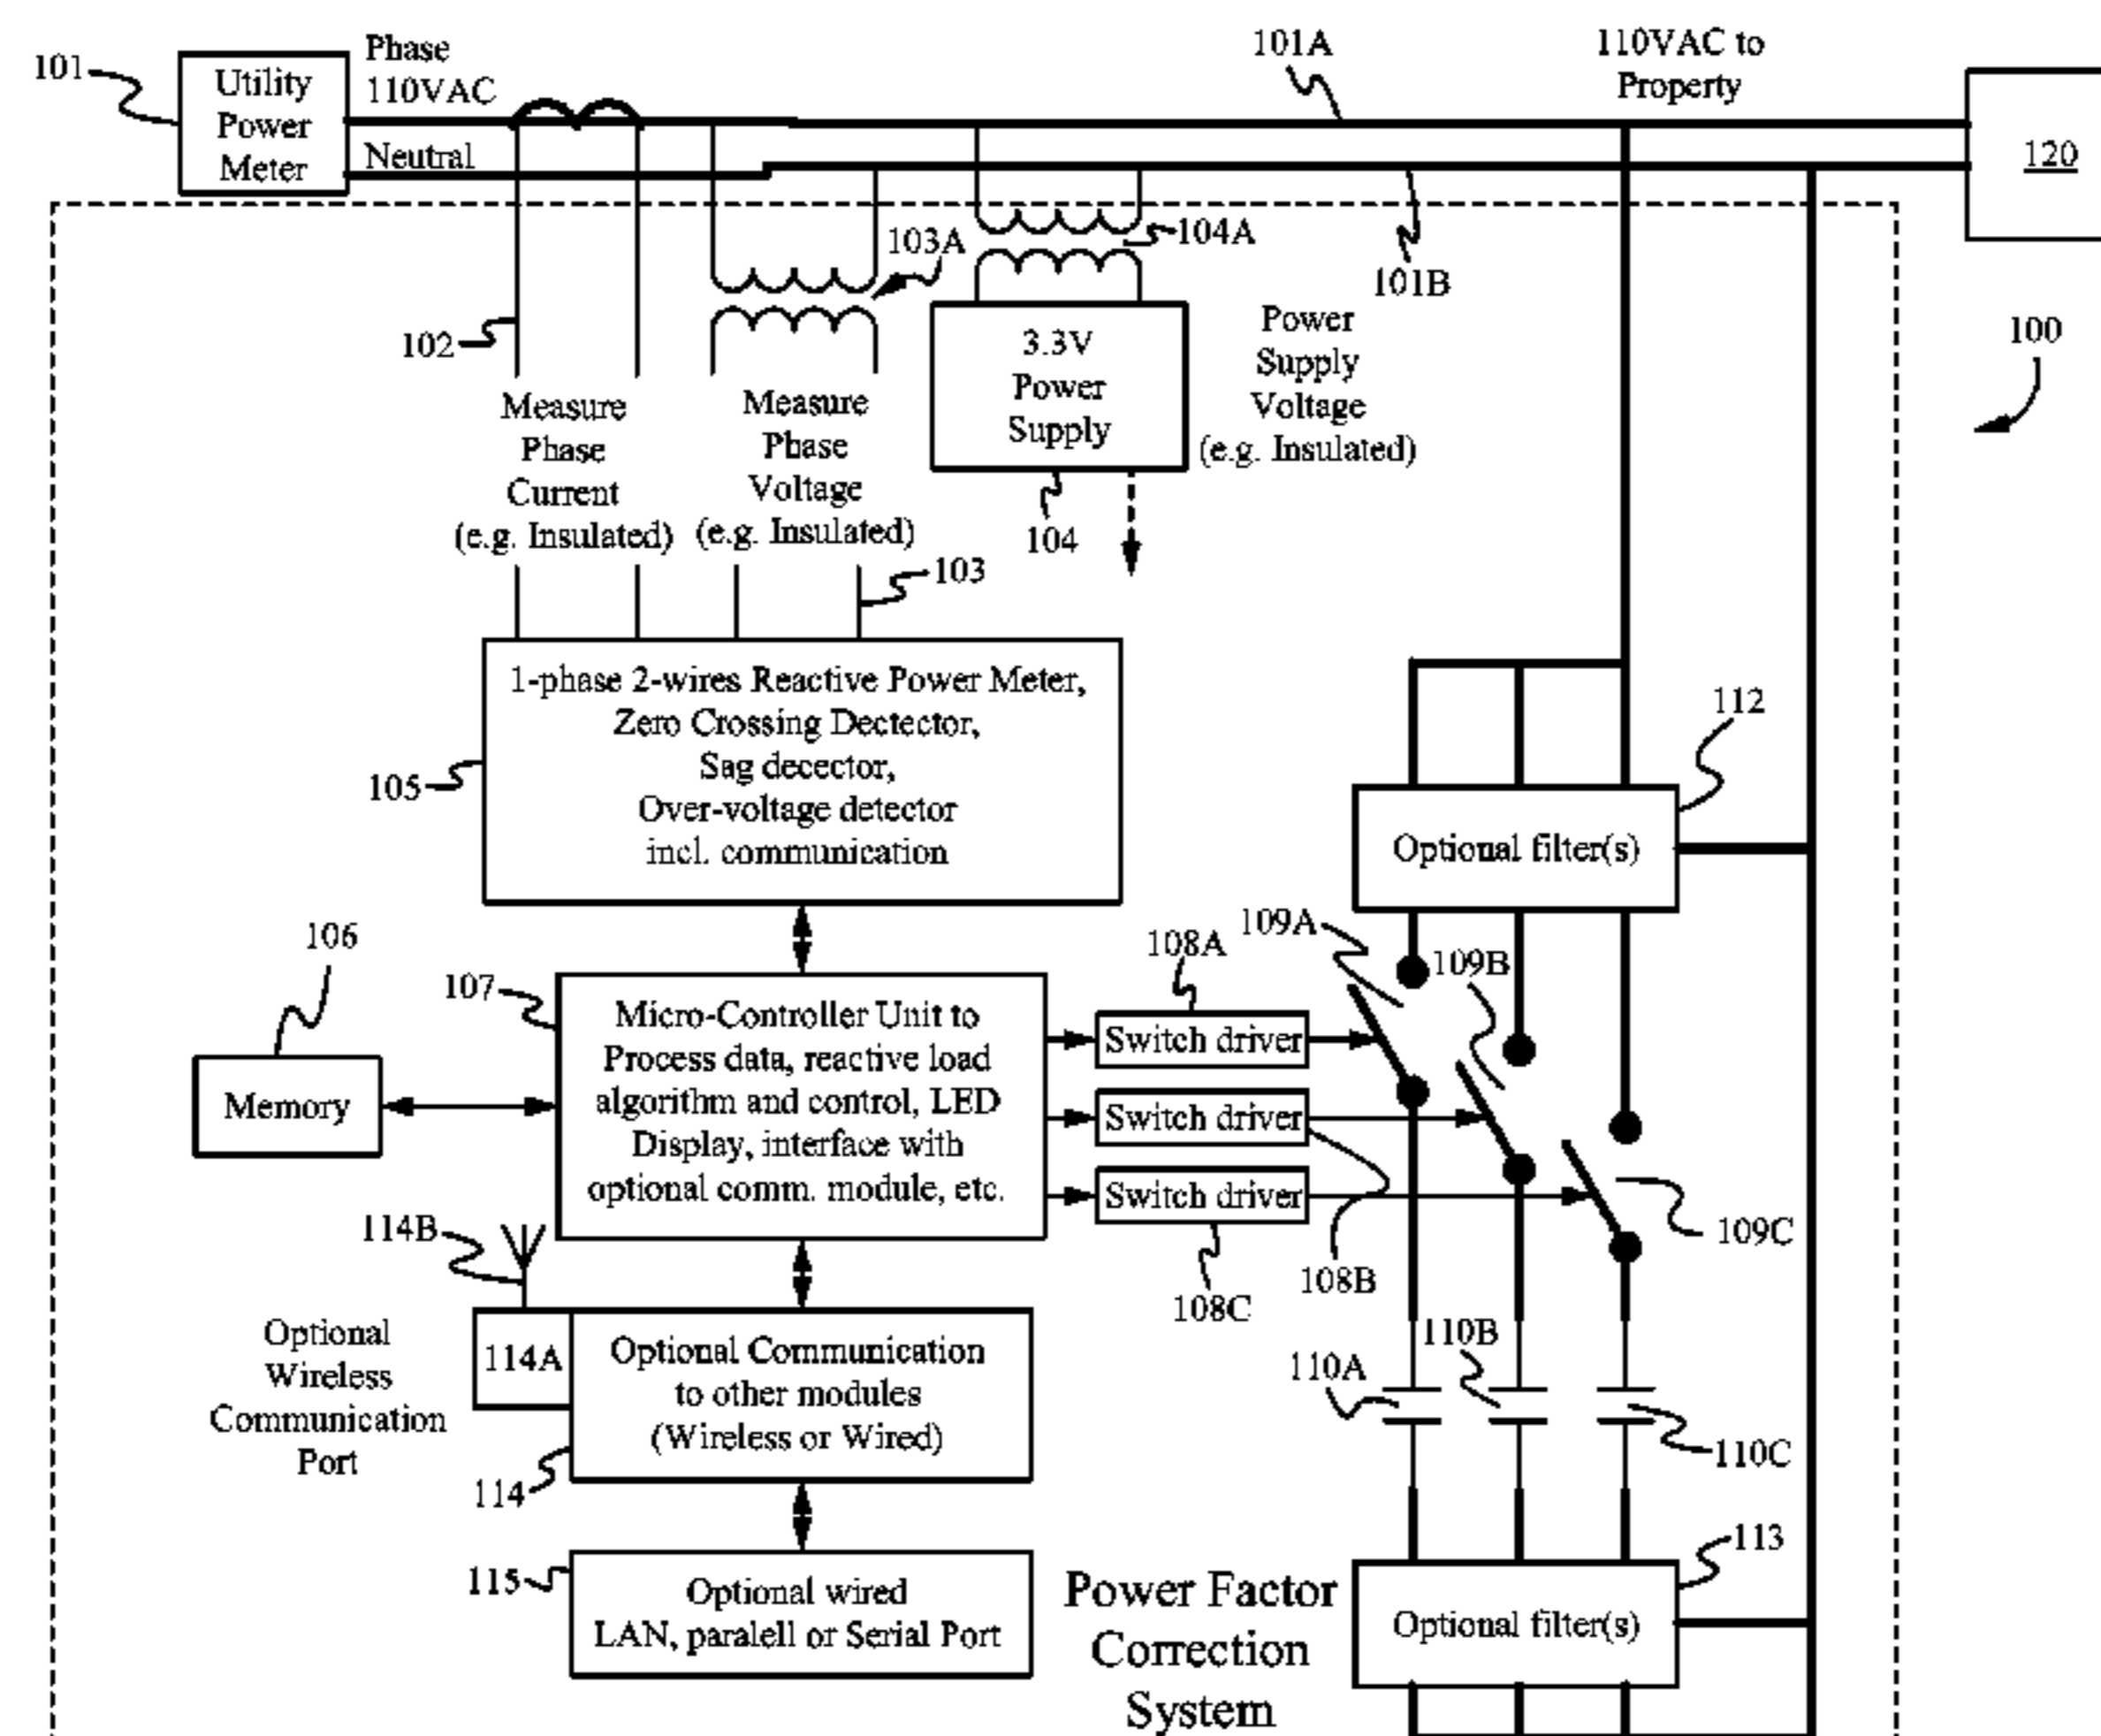 101
Utility
Power
Meter
Phase
110VAC
Neutral
101A
110VAC to
Property
120
103A
104A
101B
102
3.3V
Power
Supply
Power
Supply
Voltage
(e.g. Insulated)
100
Measure
Phase
Current
(e.g. Insulated)
Measure
Phase
Voltage
(e.g. Insulated)
104
103
1-phase 2-wires Reactive Power Meter,
Zero Crossing Dectector,
Sag decector,
Over-voltage detector
incl. communication
105
112
Optional filter(s)
106
107
Memory
Micro-Controller Unit to
Process data, reactive load
algorithm and control, LED
Display, interface with
optional comm. module, etc.
108A
109A
109B
Switch driver
Switch driver
Switch driver
109C
108B
108C
114B
Optional
Wireless
Communication
Port
114A
Optional Communication
to other modules
(Wireless or Wired)
114
110A
110B
110C
115
Optional wired
LAN, paralell or Serial Port
Power Factor
Correction
System
113
Optional filter(s)